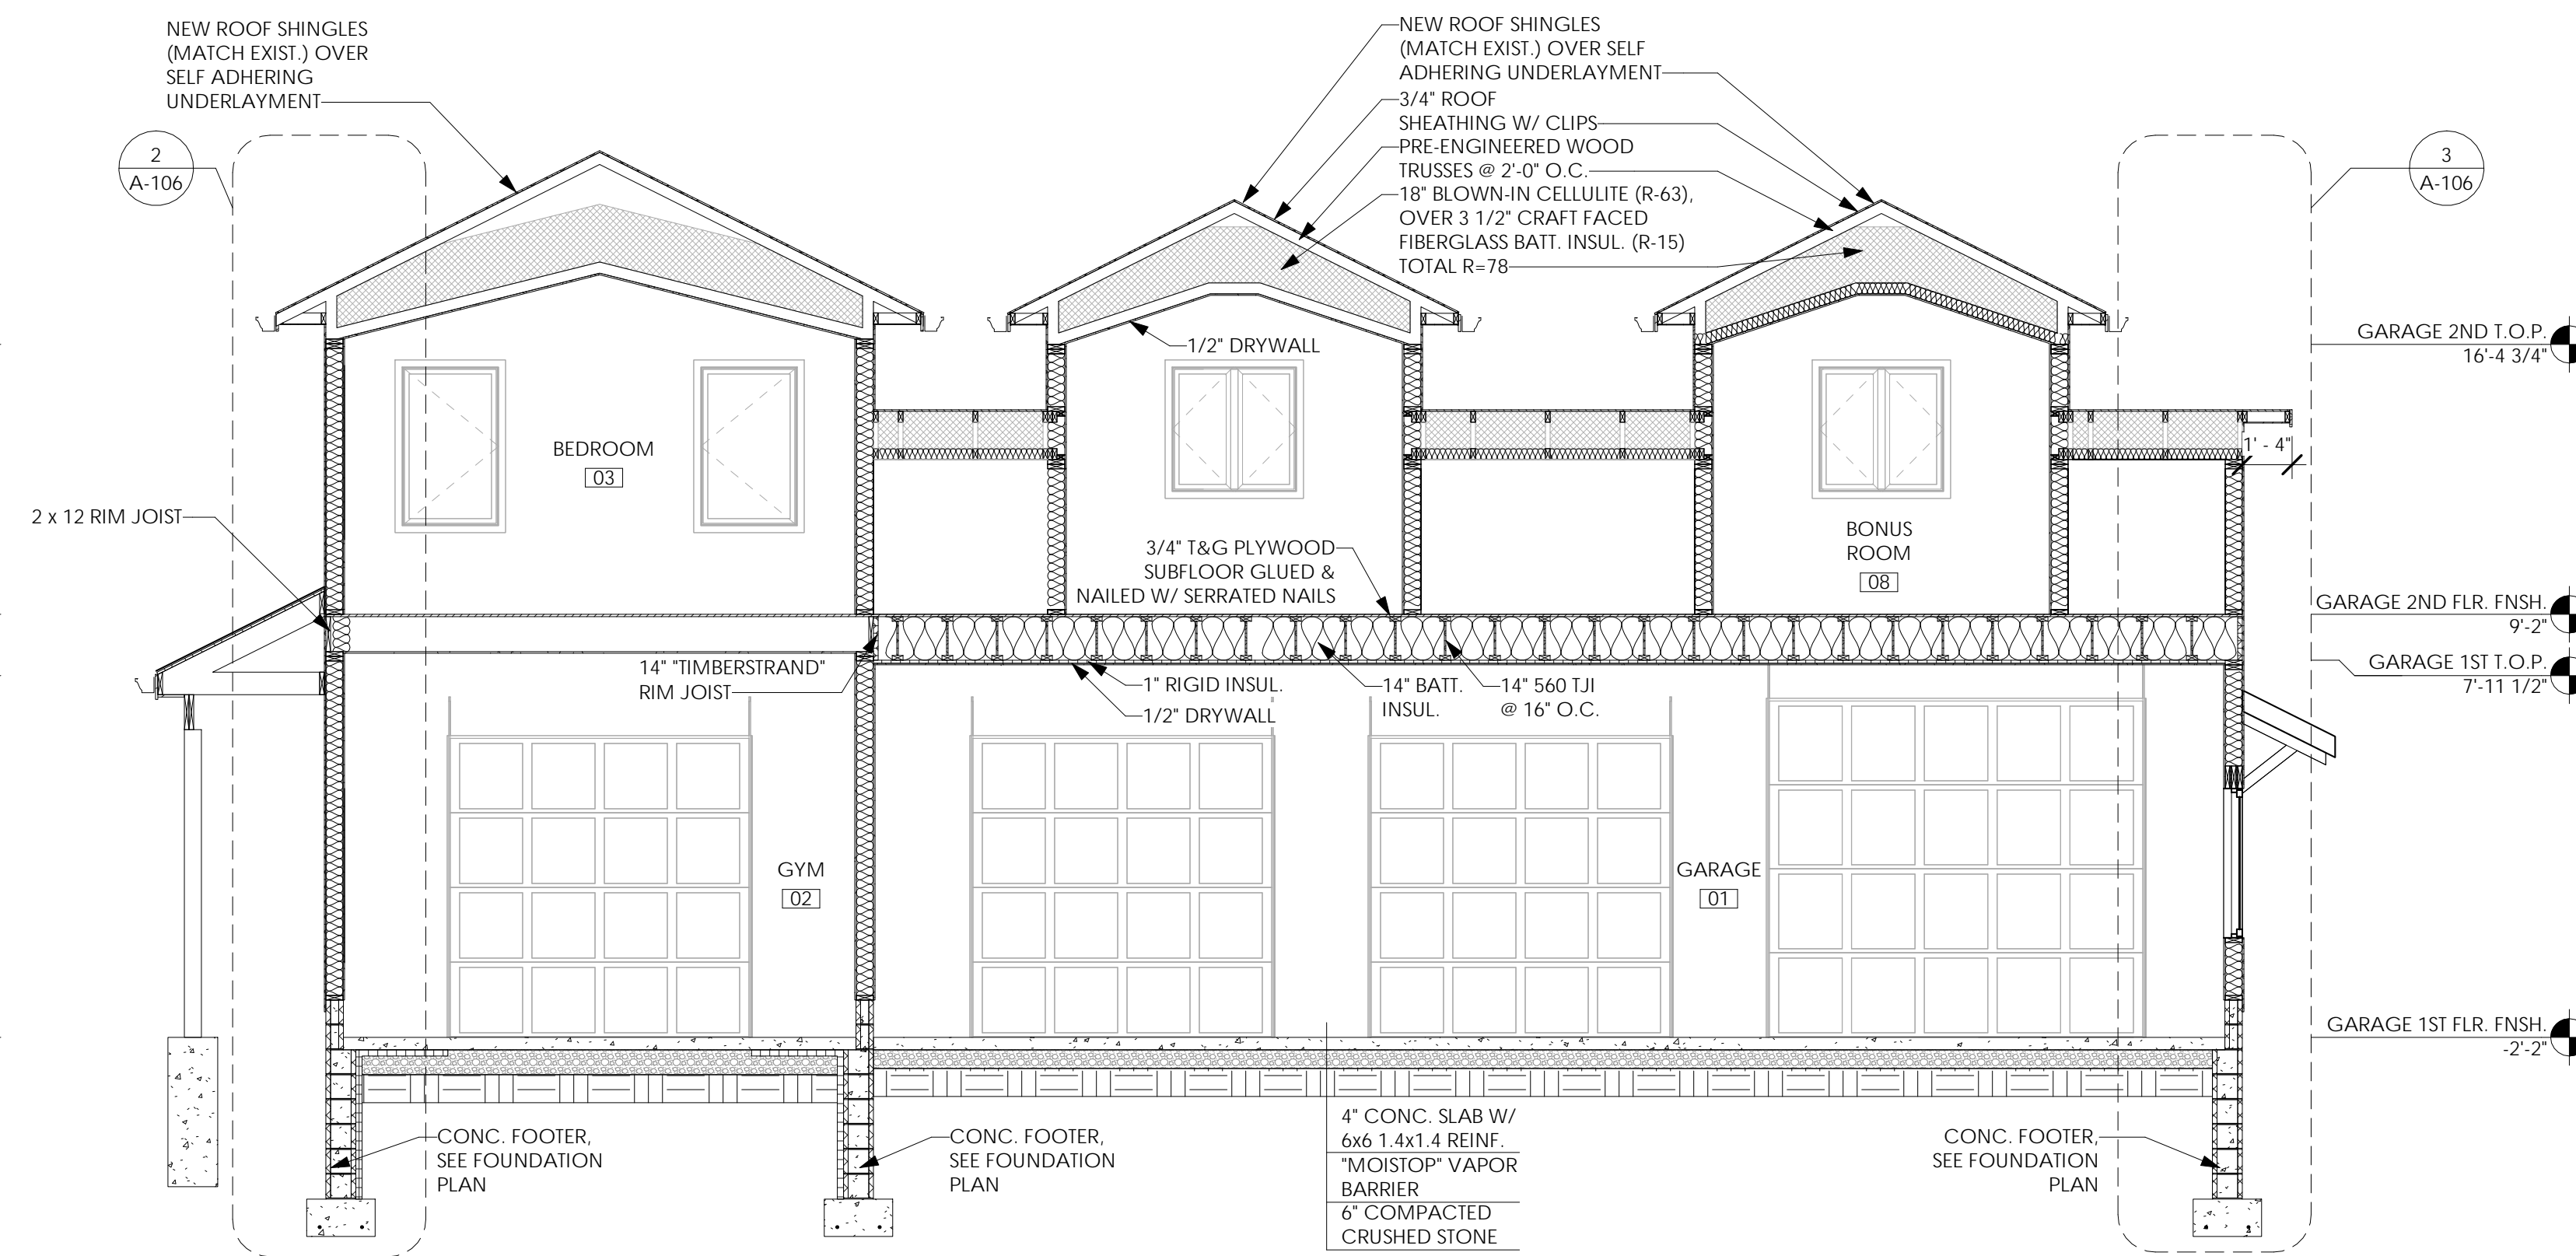 NEW ROOF SHINGLES
(MATCH EXIST.) OVER
SELF ADHERING
UNDERLAYMENT
2
A-106
NEW ROOF SHINGLES
(MATCH EXIST.) OVER SELF
ADHERING UNDERLAYMENT
3/4" ROOF
SHEATHING W/ CLIPS
PRE-ENGINEERED WOOD
TRUSSES @ 2'-0" O.C.
18" BLOWN-IN CELLULITE (R-63),
OVER 3 1/2" CRAFT FACED
FIBERGLASS BATT. INSUL. (R-15)
TOTAL R=78
3
A-106
GARAGE 2ND T.O.P.
16'-4 3/4"
1/2" DRYWALL
1' - 4"
BEDROOM
03
2 x 12 RIM JOIST
3/4" T&G PLYWOOD
SUBFLOOR GLUED &
NAILED W/ SERRATED NAILS
BONUS
ROOM
08
GARAGE 2ND FLR. FNSH.
9'-2"
GARAGE 1ST T.O.P.
7'-11 1/2"
14" "TIMBERSTRAND"
RIM JOIST
1" RIGID INSUL.
1/2" DRYWALL
14" BATT.
INSUL.
14" 560 TJI
@ 16" O.C.
GYM
02
GARAGE
01
GARAGE 1ST FLR. FNSH.
-2'-2"
CONC. FOOTER,
SEE FOUNDATION
PLAN
CONC. FOOTER,
SEE FOUNDATION
PLAN
4" CONC. SLAB W/
6x6 1.4x1.4 REINF.
"MOISTOP" VAPOR
BARRIER
6" COMPACTED
CRUSHED STONE
CONC. FOOTER,
SEE FOUNDATION
PLAN